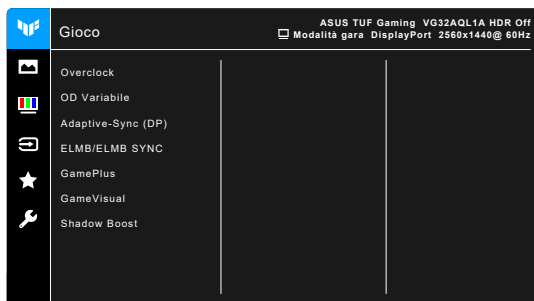 Gioco
ASUS TUF Gaming VG32AQL1A HDR Off
Modalità gara DisplayPort 2560x1440@ 60Hz
Overclock
OD Variabile
Adaptive-Sync (DP)
ELMB/ELMB SYNC
GamePlus
GameVisual
Shadow Boost